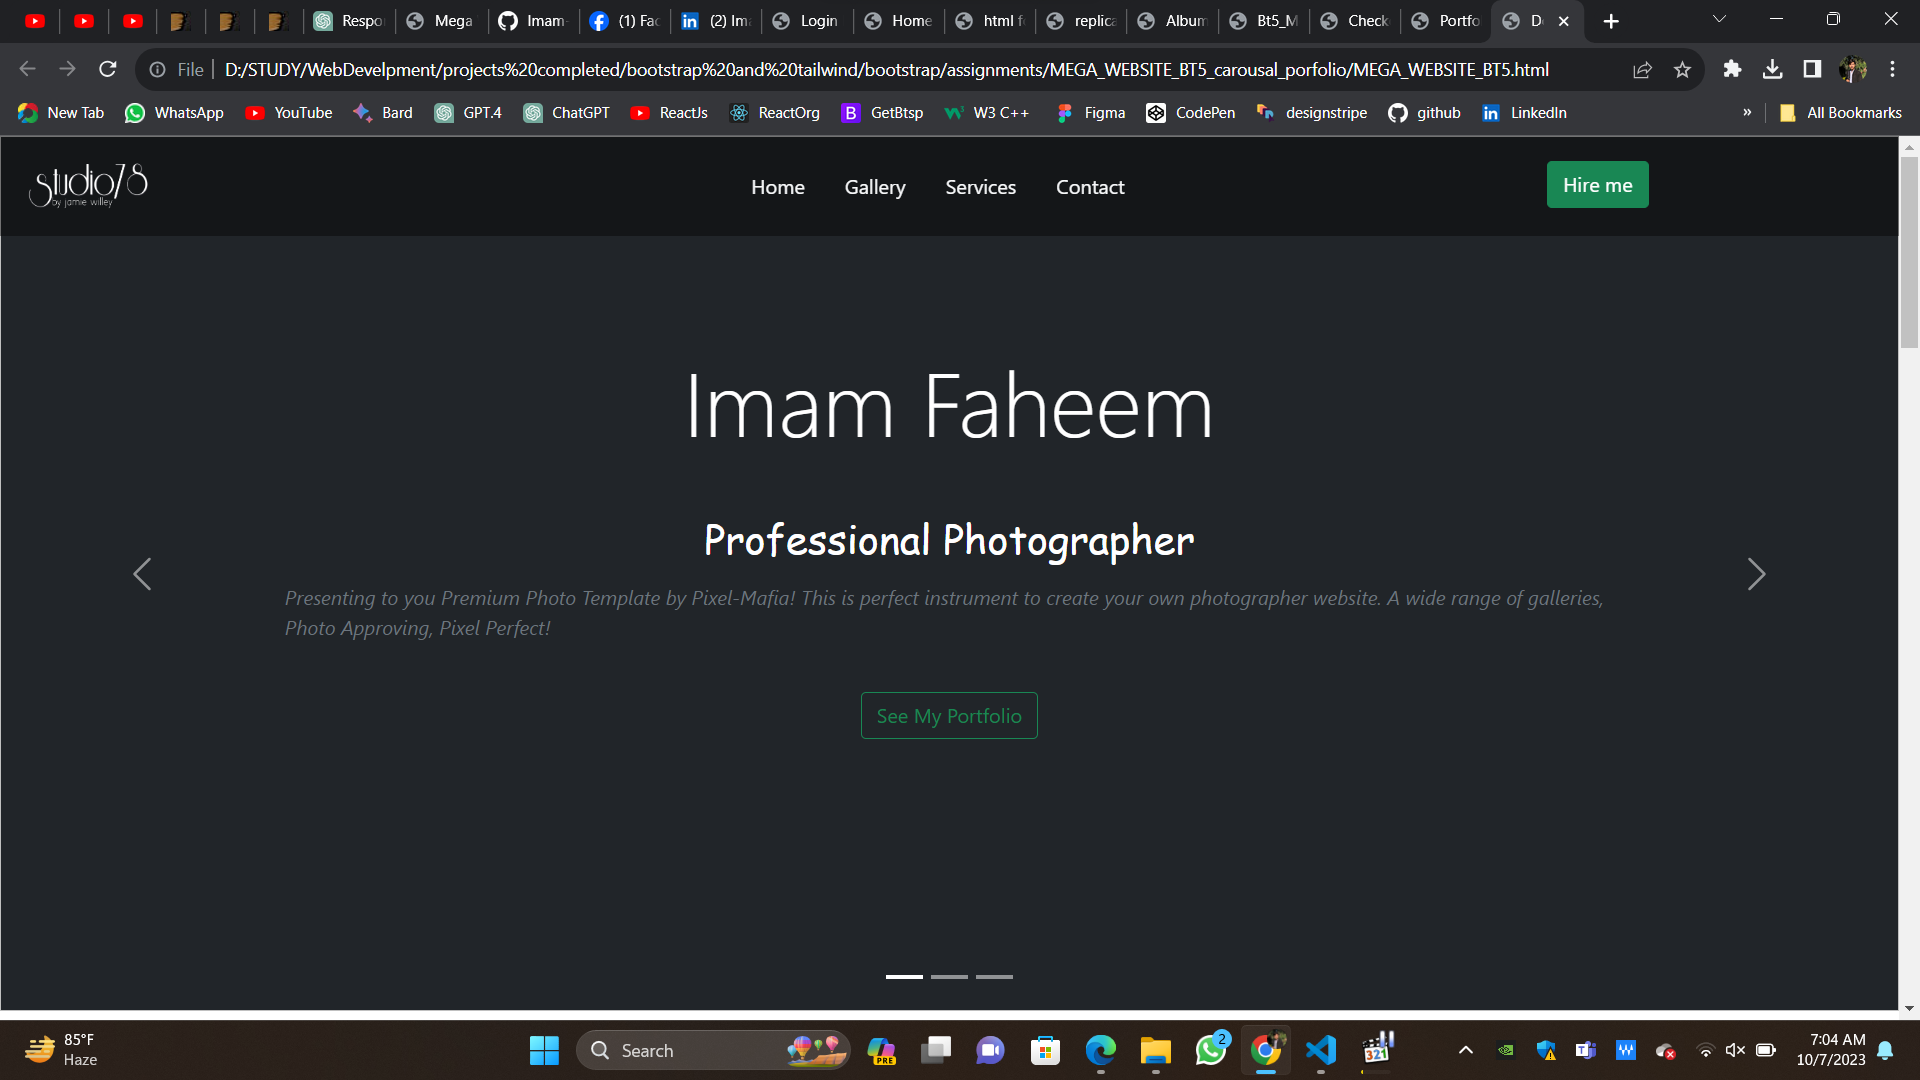 Respo
Mega
Imam-
(1) Fac
(2) Ima
Login
Home
html f
replica
Album
Bt5_M
Check
Portfo
D
File
D:/STUDY/WebDevelpment/projects%20completed/bootstrap%20and%20tailwind/bootstrap/assignments/MEGA_WEBSITE_BT5_carousal_porfolio/MEGA_WEBSITE_BT5.html
New Tab
WhatsApp
YouTube
Bard
GPT.4
ChatGPT
ReactJs
ReactOrg
GetBtsp
W3 C++
Figma
CodePen
designstripe
github
LinkedIn
»
All Bookmarks
studio78
by jamie willey
Home
Gallery
Services
Contact
Hire me
Imam Faheem
Professional Photographer
Presenting to you Premium Photo Template by Pixel-Mafia! This is perfect instrument to create your own photographer website. A wide range of galleries,
Photo Approving, Pixel Perfect!
See My Portfolio
85°F
Haze
Search
PRE
2
321
7:04 AM
10/7/2023